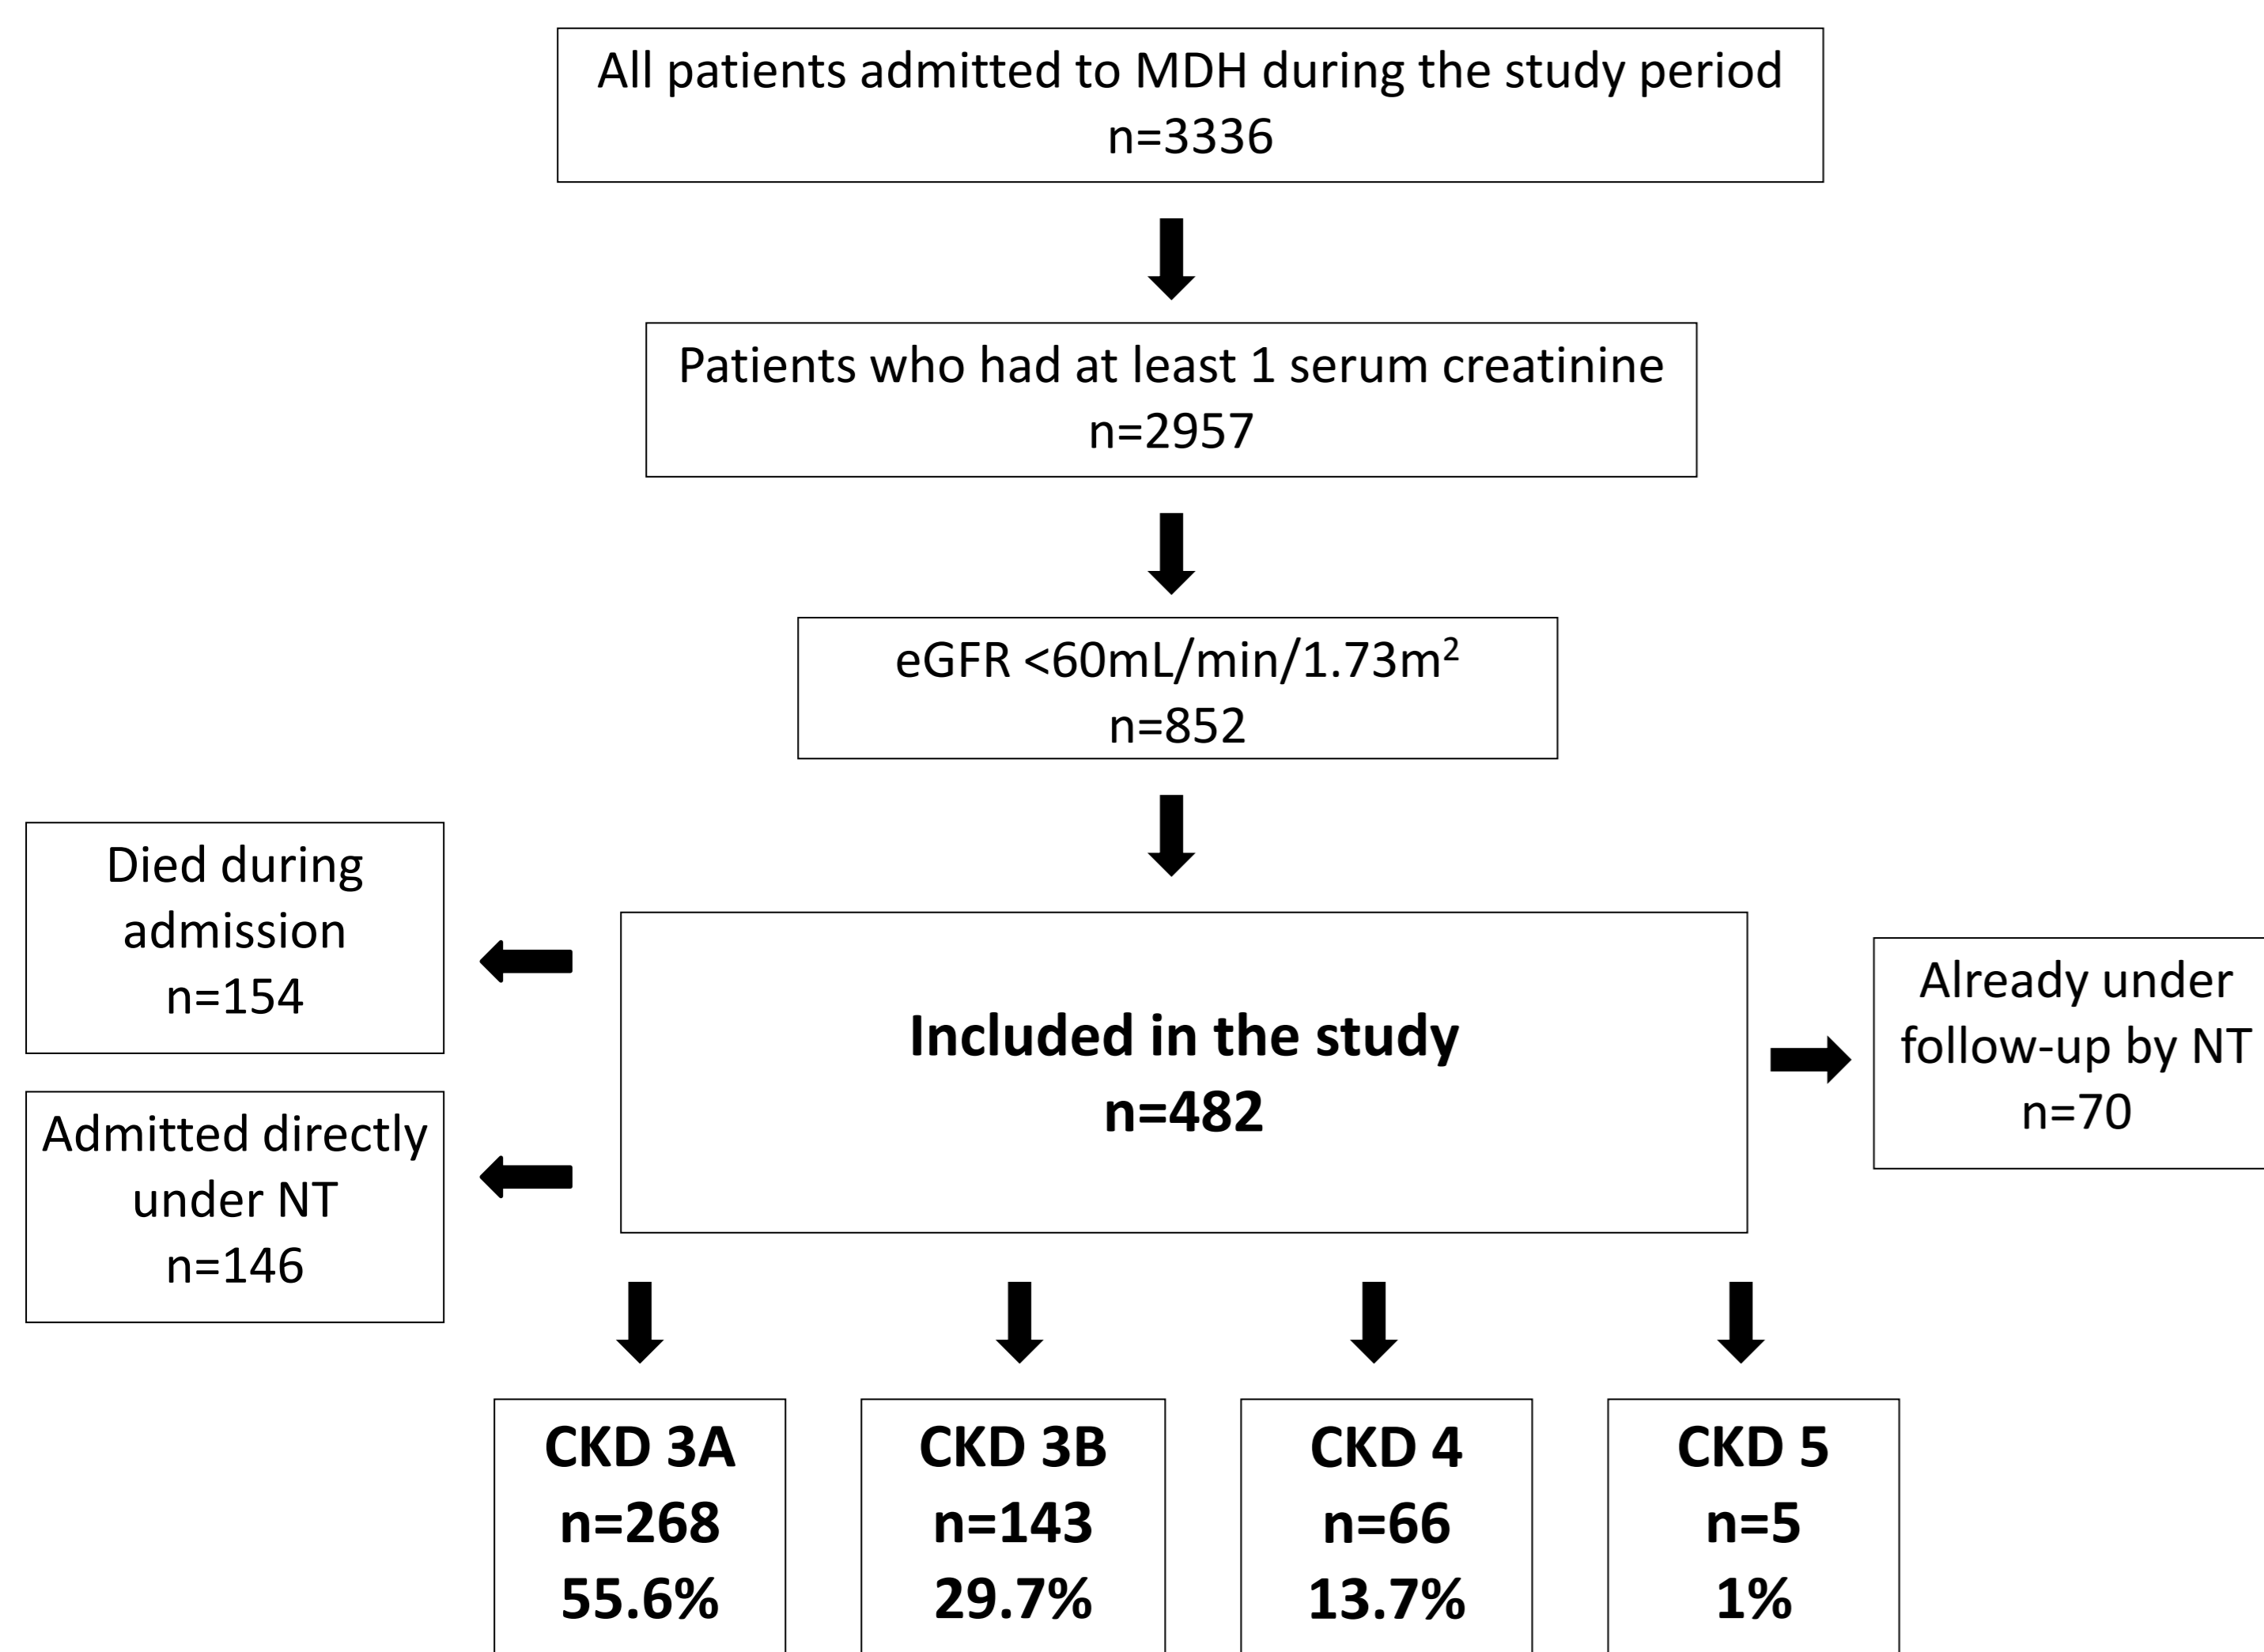 All patients admitted to MDH during the study period
n=3336
Patients who had at least 1 serum creatinine
n=2957
eGFR <60mL/min/1.73m²
n=852
Died during
admission
n=154
Admitted directly
under NT
n=146
Included in the study
n=482
Already under
follow-up by NT
n=70
CKD 3A
n=268
55.6%
CKD 3B
n=143
29.7%
CKD 4
n=66
13.7%
CKD 5
n=5
1%